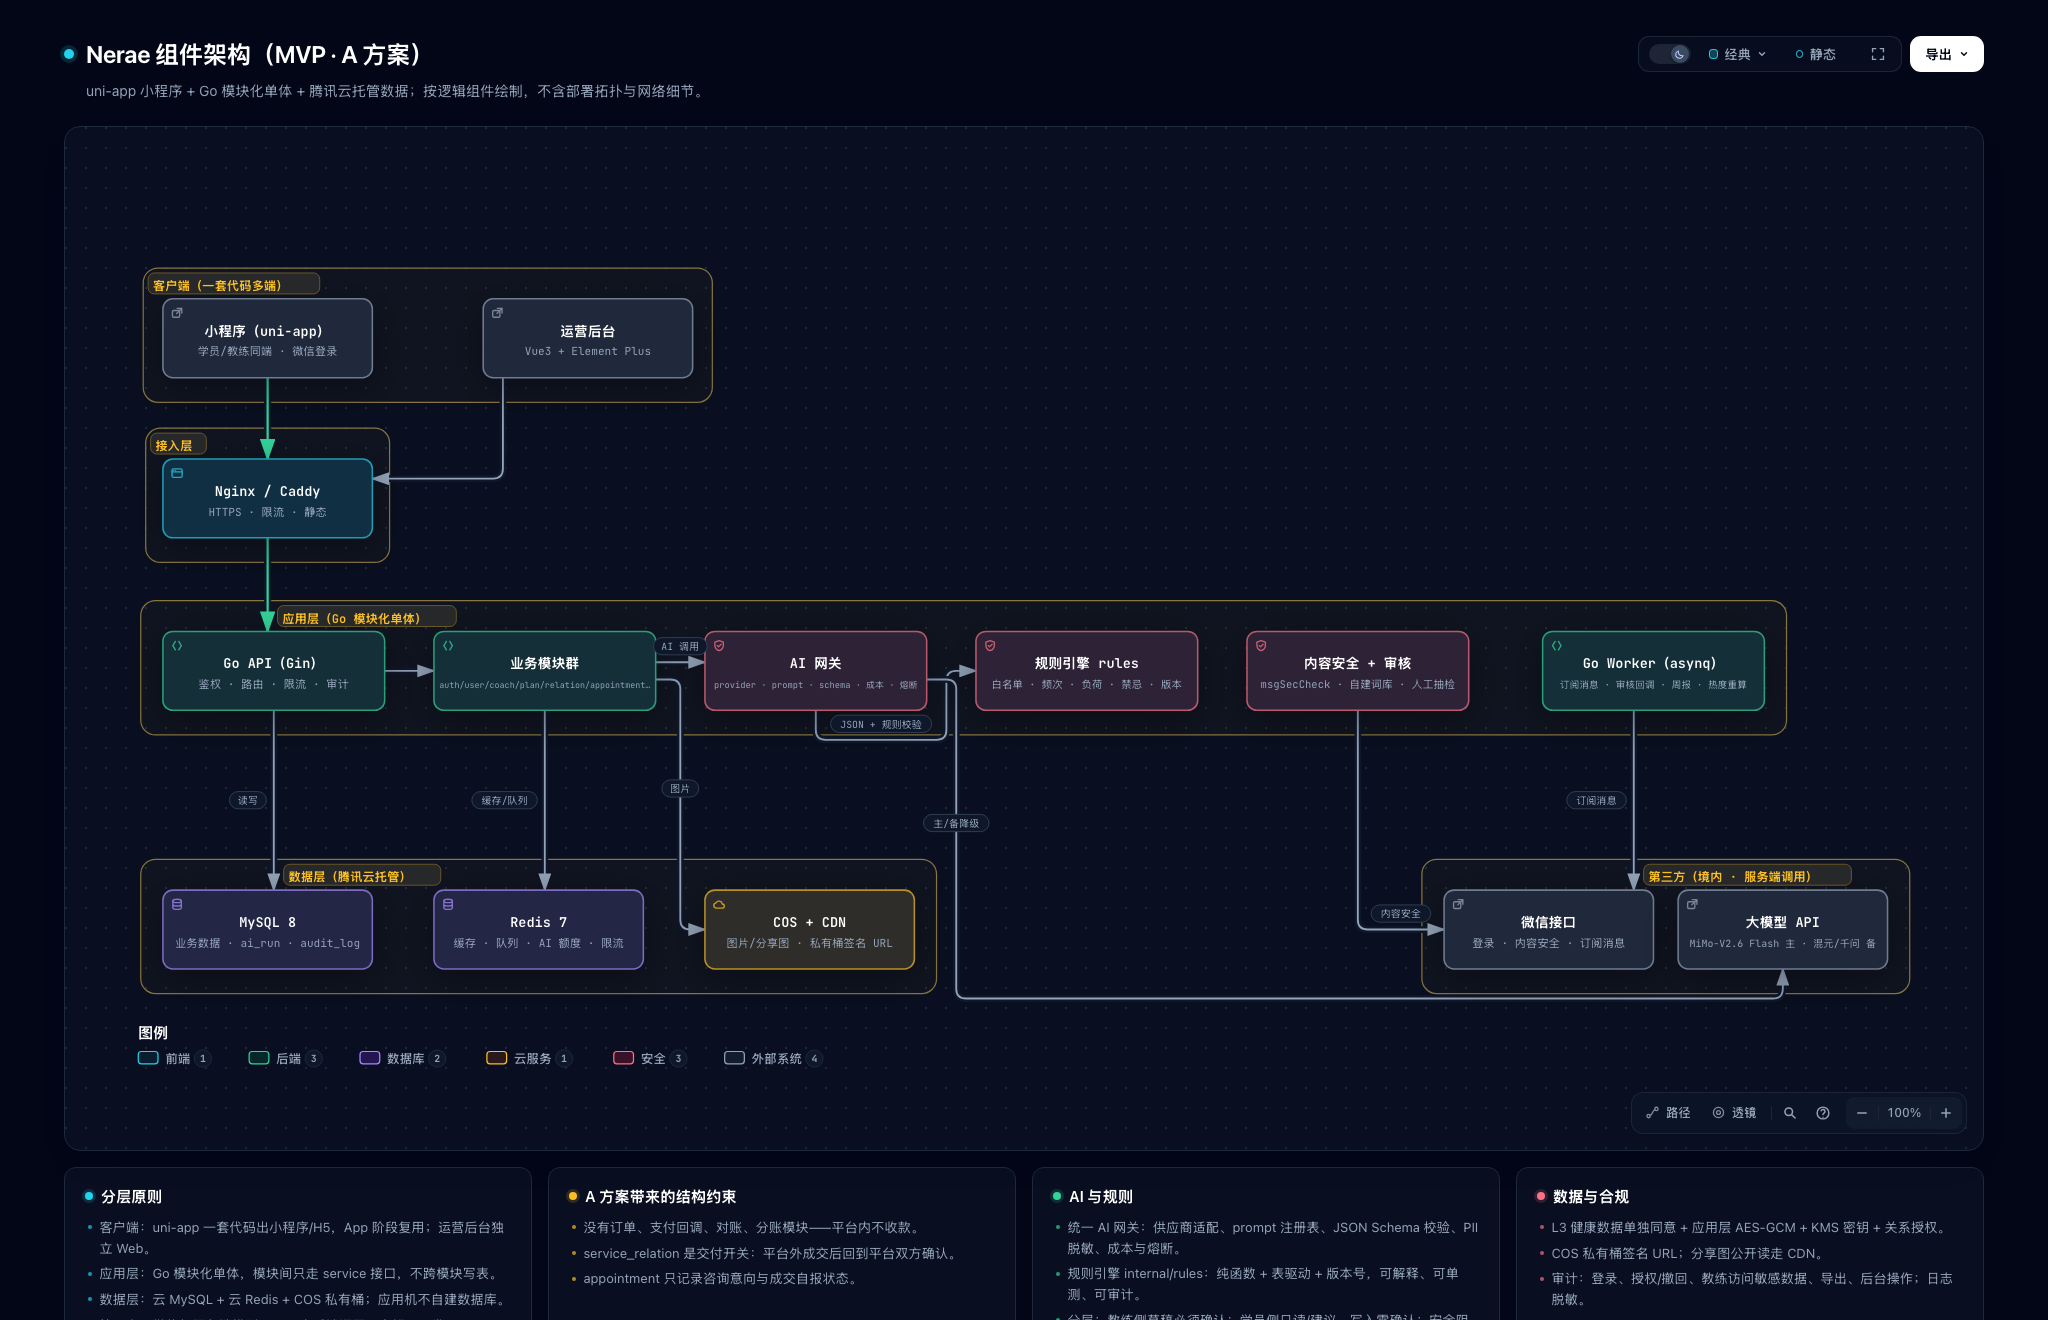 Nerae 组件架构（MVP · A 方案）
uni-app 小程序 + Go 模块化单体 + 腾讯云托管数据；按逻辑组件绘制，不含部署拓扑与网络细节。
经典
静态
导出
客户端（一套代码多端）
小程序（uni-app）
学员/教练同端 · 微信登录
运营后台
Vue3 + Element Plus
接入层
Nginx / Caddy
HTTPS · 限流 · 静态
应用层（Go 模块化单体）
Go API（Gin）
鉴权 · 路由 · 限流 · 审计
业务模块群
auth/user/coach/plan/relation/appointment…
AI 调用
AI 网关
provider · prompt · schema · 成本 · 熔断
规则引擎 rules
白名单 · 频次 · 负荷 · 禁忌 · 版本
内容安全 + 审核
msgSecCheck · 自建词库 · 人工抽检
Go Worker（asynq）
订阅消息 · 审核回调 · 周报 · 热度重算
JSON + 规则校验
读写
缓存/队列
图片
主/备降级
订阅消息
数据层（腾讯云托管）
第三方（境内 · 服务端调用）
MySQL 8
业务数据 · ai_run · audit_log
Redis 7
缓存 · 队列 · AI 额度 · 限流
COS + CDN
图片/分享图 · 私有桶签名 URL
内容安全
微信接口
登录 · 内容安全 · 订阅消息
大模型 API
MiMo-V2.6 Flash 主 · 混元/千问 备
图例
前端 1
后端 3
数据库 2
云服务 1
安全 3
外部系统 4
路径
透镜
100%
分层原则
客户端：uni-app 一套代码出小程序/H5，App 阶段复用；运营后台独
立 Web。
应用层：Go 模块化单体，模块间只走 service 接口，不跨模块写表。
数据层：云 MySQL + 云 Redis + COS 私有桶；应用机不自建数据库。
A 方案带来的结构约束
没有订单、支付回调、对账、分账模块——平台内不收款。
service_relation 是交付开关：平台外成交后回到平台双方确认。
appointment 只记录咨询意向与成交自报状态。
AI 与规则
统一 AI 网关：供应商适配、prompt 注册表、JSON Schema 校验、PII
脱敏、成本与熔断。
规则引擎 internal/rules：纯函数 + 表驱动 + 版本号，可解释、可单
测、可审计。
数据与合规
L3 健康数据单独同意 + 应用层 AES-GCM + KMS 密钥 + 关系授权。
COS 私有桶签名 URL；分享图公开读走 CDN。
审计：登录、授权/撤回、教练访问敏感数据、导出、后台操作；日志
脱敏。